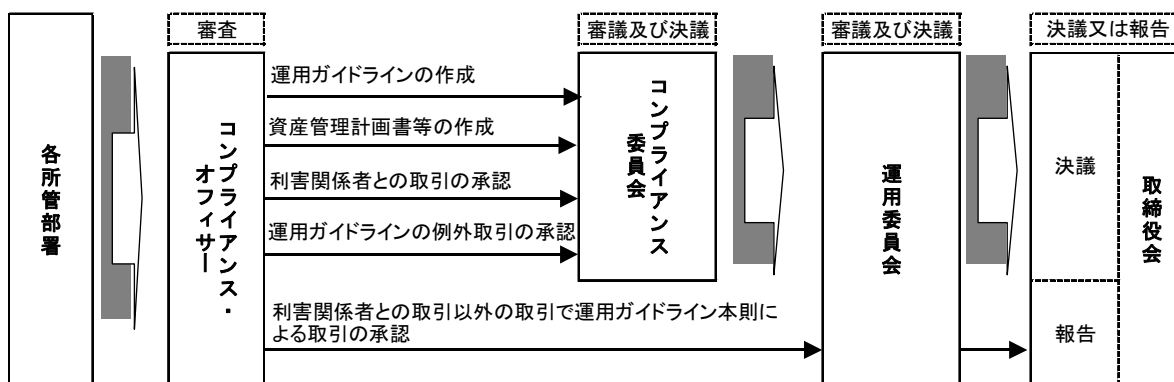 審査
審議及び決議
審議及び決議
決議又は報告
各所管部署
コンプライアンス・
オフィサー
運用ガイドラインの作成
資産管理計画書等の作成
利害関係者との取引の承認
運用ガイドラインの例外取引の承認
利害関係者との取引以外の取引で運用ガイドライン本則に
よる取引の承認
コンプライアンス
委員会
運用委員会
決議
報告
取締役会